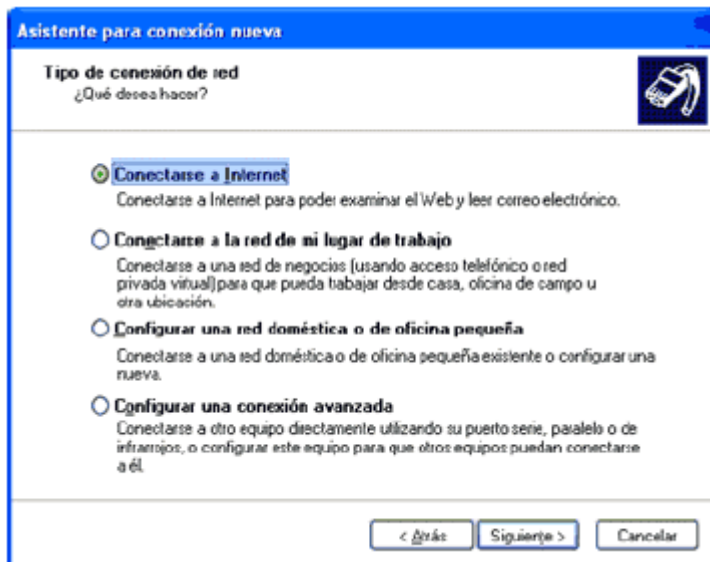 Asistente para conexión nueva
Tipo de conexión de red
¿Qué desea hacer?
Conectarse a Internet
Conectarse a Internet para poder examinar el Web y leer correo electrónico.
Conectarse a la red de mi lugar de trabajo
Conectarse a una red de negocios (usando acceso telefónico o red
privada virtual) para que pueda trabajar desde casa, oficina de campo u
otra ubicación.
Configurar una red doméstica o de oficina pequeña
Conectarse a una red doméstica o de oficina pequeña existente o configurar una
nueva.
Configurar una conexión avanzada
Conectarse a otro equipo directamente utilizando su puerto serie, paralelo o de
infrarrojos, o configurar este equipo para que otros equipos puedan conectarse
a él.
< Atrás Siguiente > Cancelar